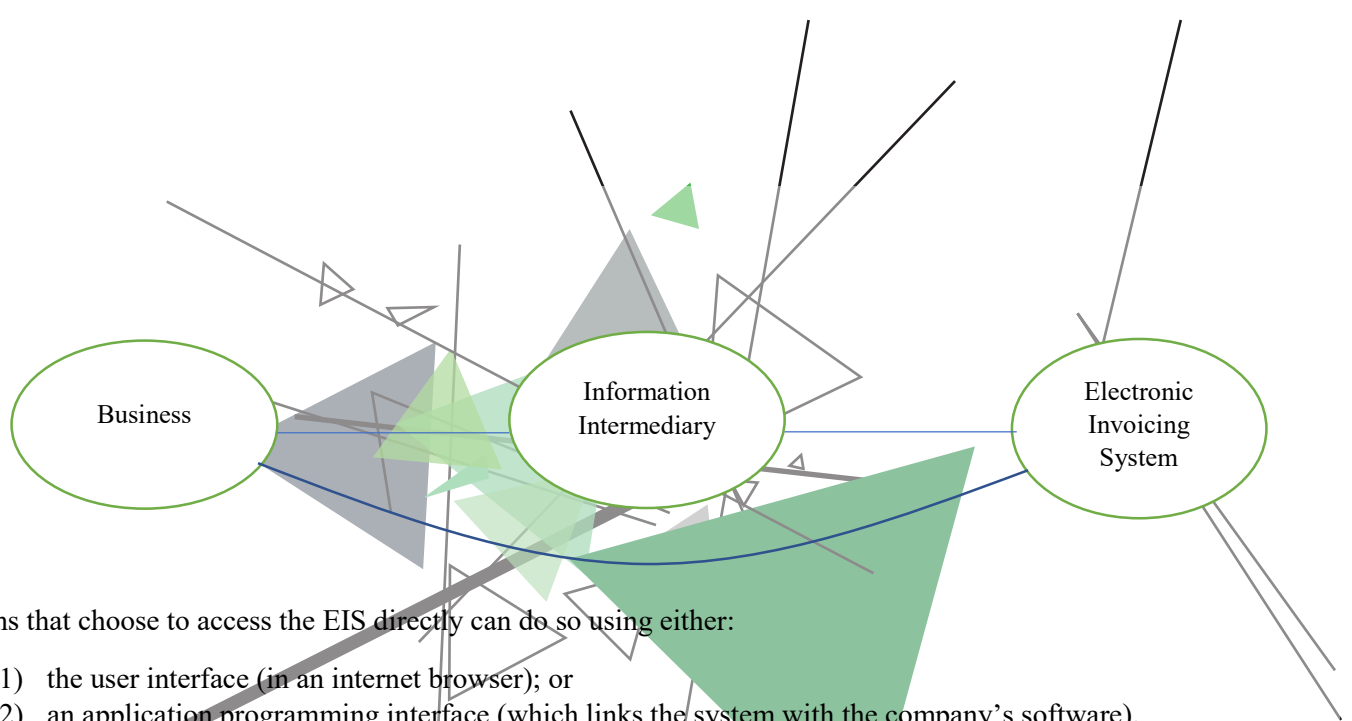 Business
Information
Intermediary
Electronic
Invoicing
System
that choose to access the EIS directly can do so using either:
1) the user interface (in an internet browser); or
2) an application programming interface (which links the system with the company's software).